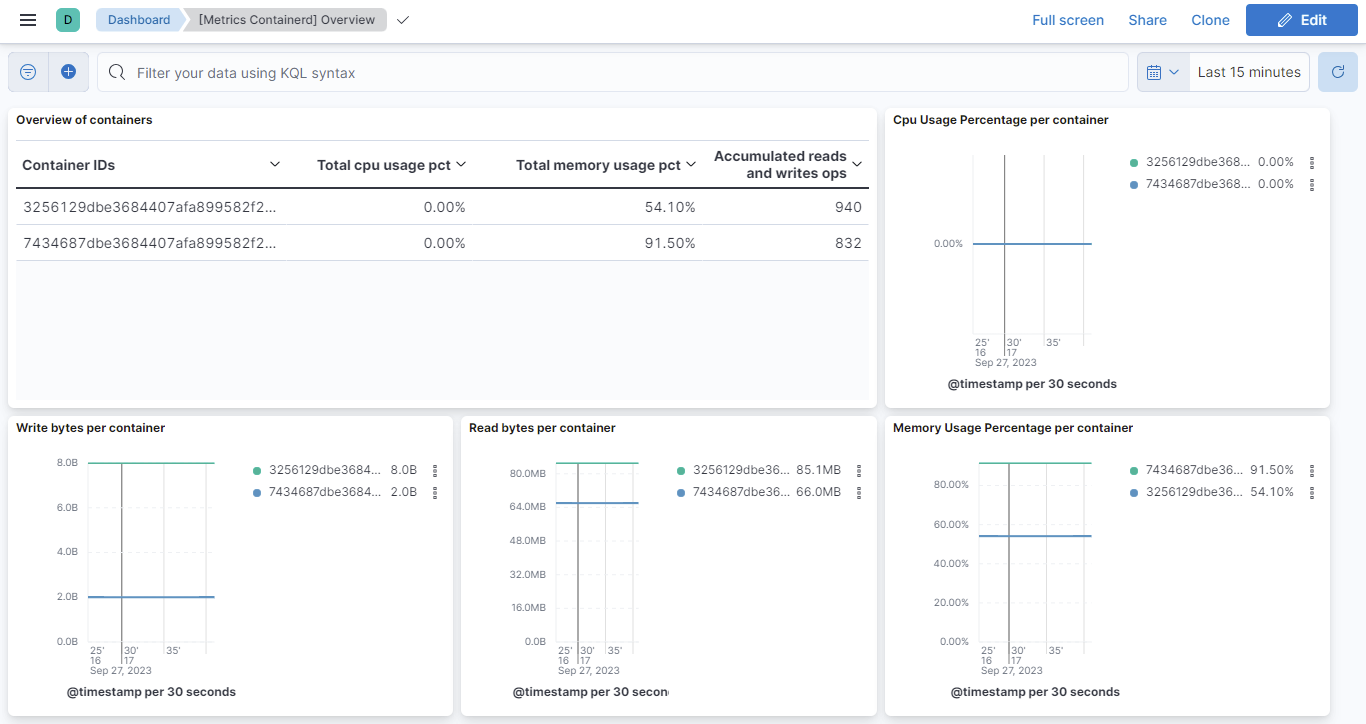 D Dashboard [Metrics Containerd] Overview Full screen Share Clone Edit
Filter your data using KQL syntax Last 15 minutes
Overview of containers
Container IDs Total cpu usage pct Total memory usage pct Accumulated reads
and writes ops
3256129dbe3684407afa899582f2... 0.00% 54.10% 940
7434687dbe3684407afa899582f2... 0.00% 91.50% 832
Cpu Usage Percentage per container
3256129dbe368... 0.00%
7434687dbe368... 0.00%
0.00%
25' 30' 35'
16 17
Sep 27, 2023
@timestamp per 30 seconds
Write bytes per container
8.0B
6.0B
4.0B
2.0B
0.0B
3256129dbe3684... 8.0B
7434687dbe3684... 2.0B
25' 30' 35'
16 17
Sep 27, 2023
@timestamp per 30 seconds
Read bytes per container
80.0MB
64.0MB
48.0MB
32.0MB
16.0MB
0.0B
3256129dbe36... 85.1MB
7434687dbe36... 66.0MB
25' 30' 35'
16 17
Sep 27, 2023
@timestamp per 30 secon
Memory Usage Percentage per container
80.00%
60.00%
40.00%
20.00%
0.00%
7434687dbe36... 91.50%
3256129dbe36... 54.10%
25' 30' 35'
16 17
Sep 27, 2023
@timestamp per 30 seconds